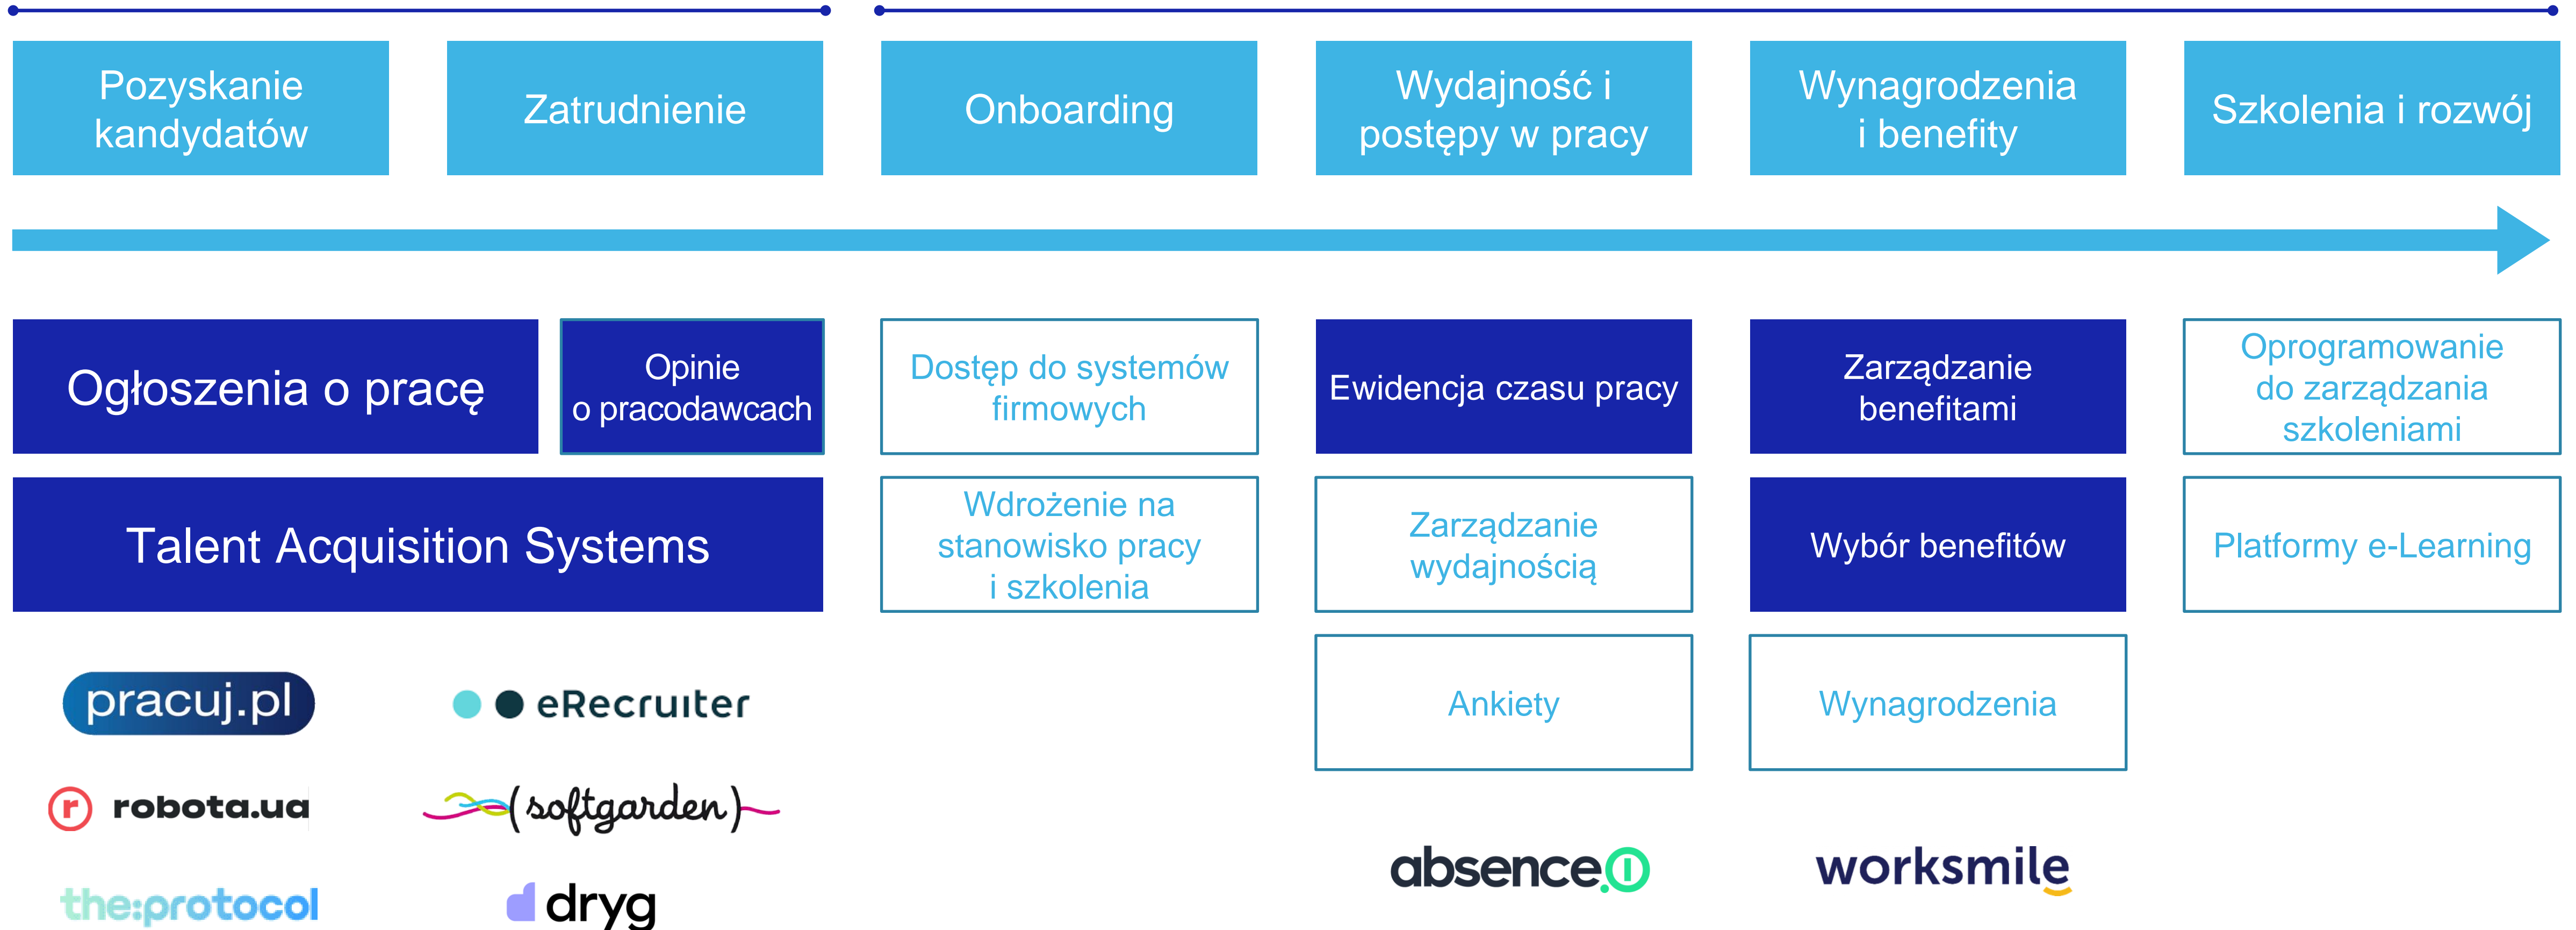 Pozyskanie
kandydatów
Zatrudnienie
Onboarding
Wydajność i
postępy w pracy
Wynagrodzenia
i benefity
Szkolenia i rozwój
Ogłoszenia o pracę
Opinie
o pracodawcach
Dostęp do systemów
firmowych
Ewidencja czasu pracy
Zarządzanie
benefitami
Oprogramowanie
do zarządzania
szkoleniami
Talent Acquisition Systems
Wdrożenie na
stanowisko pracy
i szkolenia
Zarządzanie
wydajnością
Wybór benefitów
Platformy e-Learning
Ankiety
Wynagrodzenia
pracuj.pl
eRecruiter
r robota.ua
(softgarden)
absence.
worksmile
the:protocol
d dryg